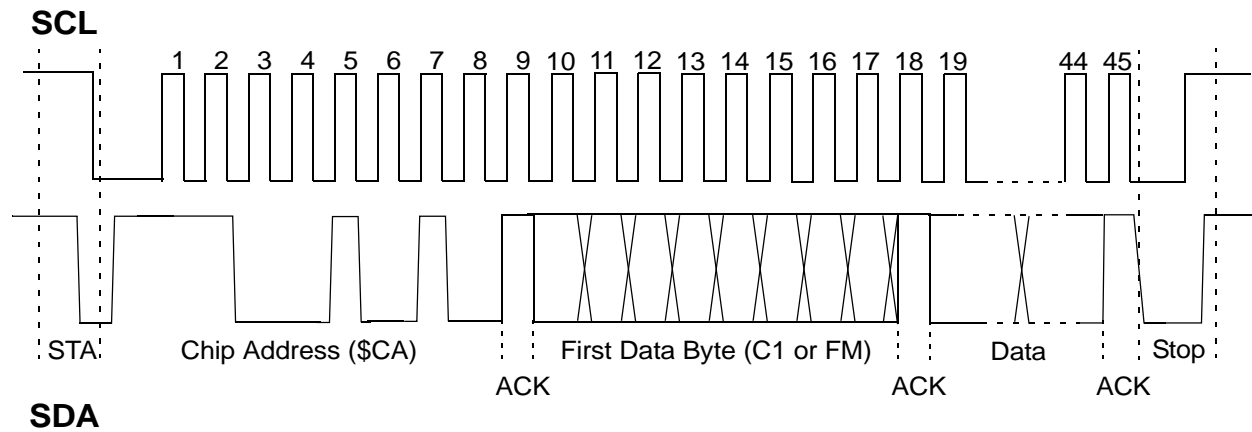 SCL
1 2 3 4 5 6 7 8 9 10 11 12 13 14 15 16 17 18 19 44 45
STA Chip Address ($CA) First Data Byte (C1 or FM) Data Stop
ACK ACK ACK
SDA